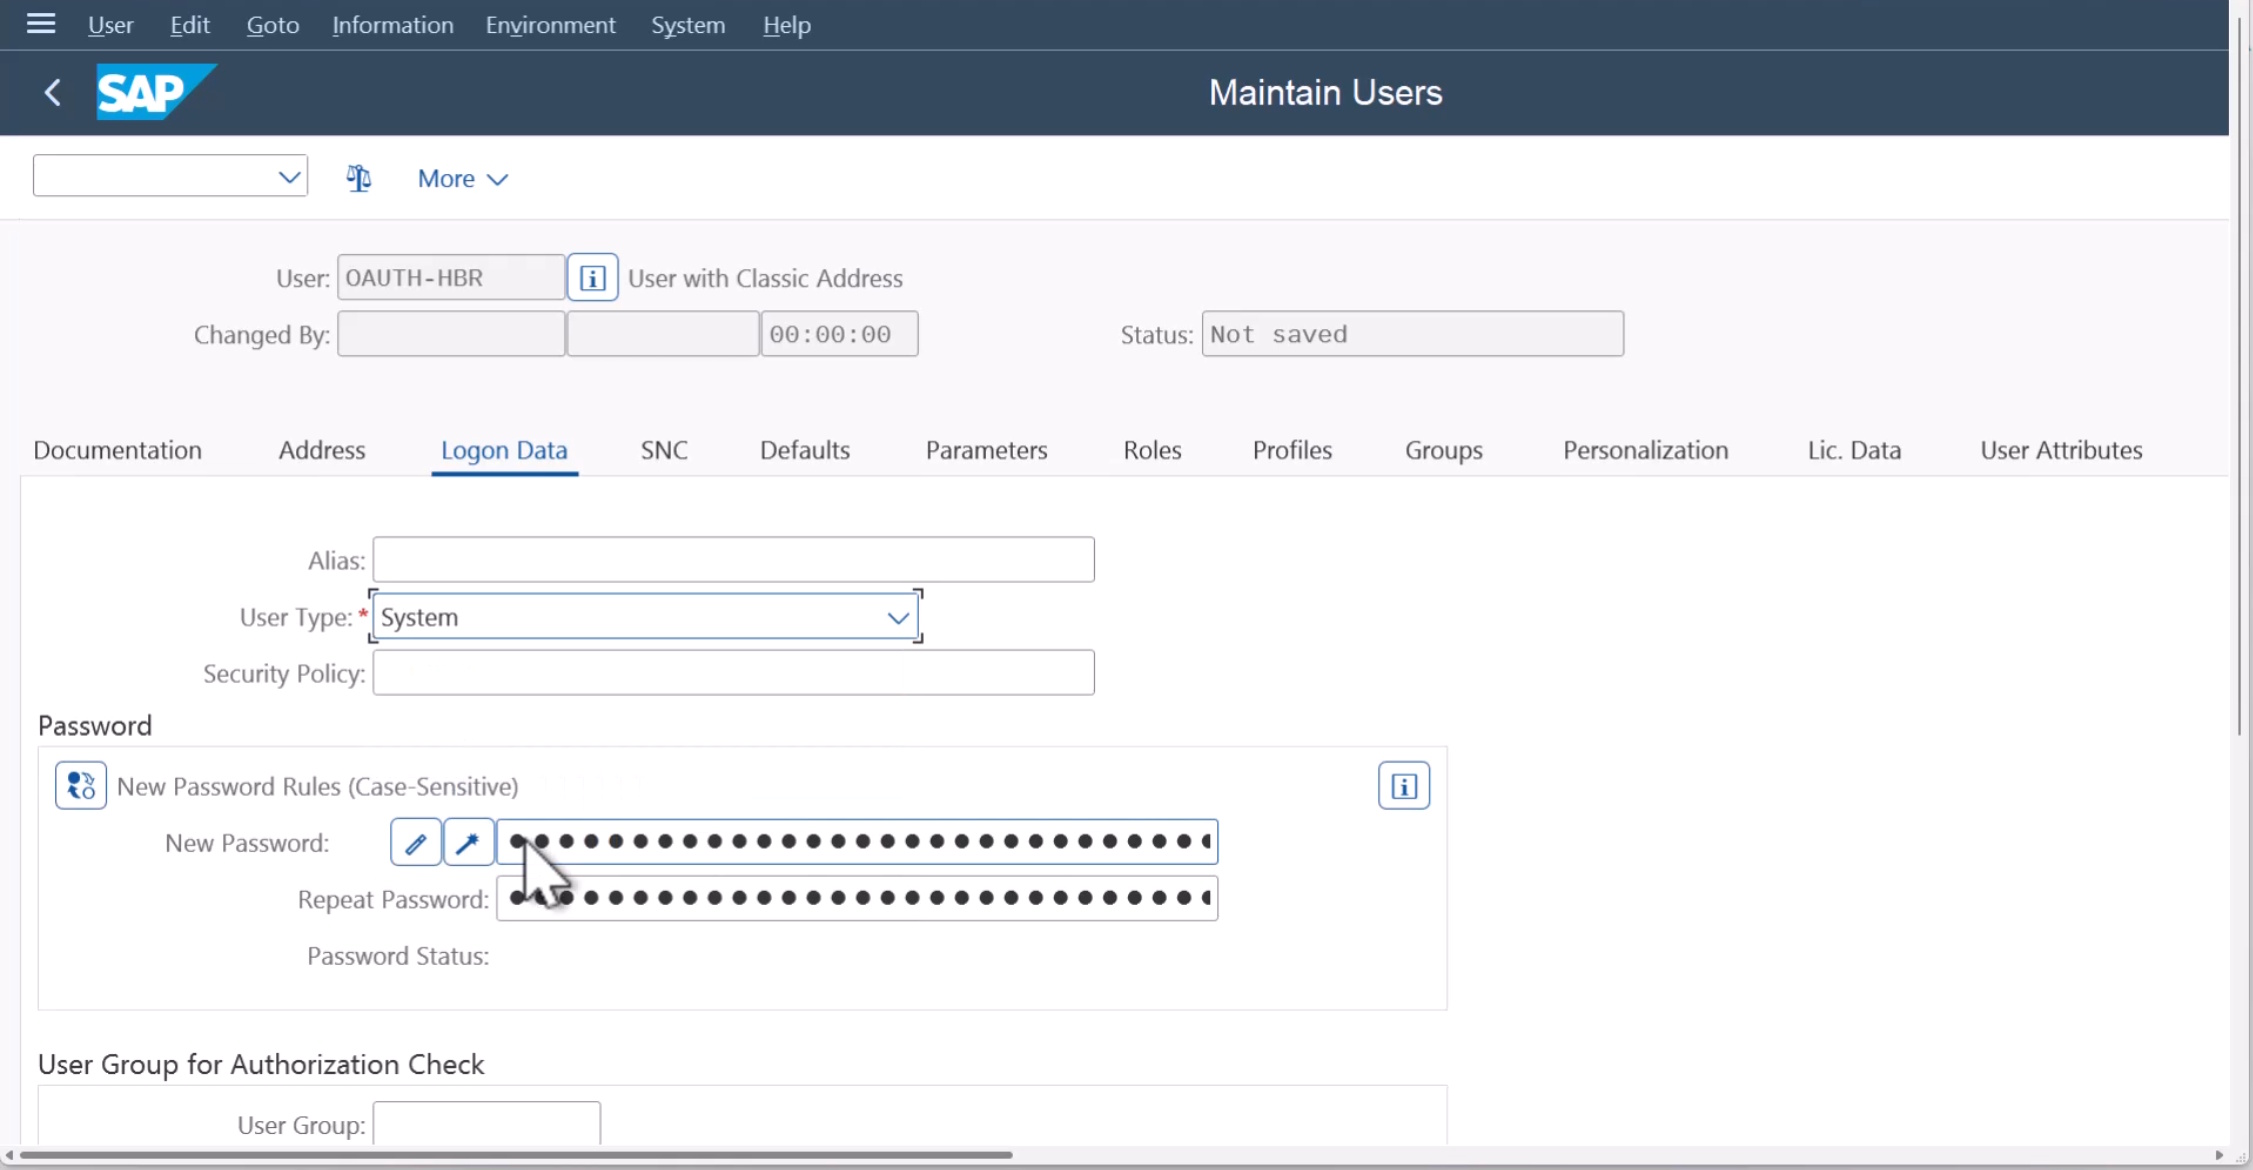 User Edit Goto Information Environment System Help
SAP Maintain Users
More
User: OAUTH-HBR User with Classic Address
Changed By: 00:00:00 Status: Not saved
Documentation Address Logon Data SNC Defaults Parameters Roles Profiles Groups Personalization Lic. Data User Attributes
Alias:
User Type: * System
Security Policy:
Password
New Password Rules (Case-Sensitive)
New Password:
Repeat Password:
Password Status:
User Group for Authorization Check
User Group: